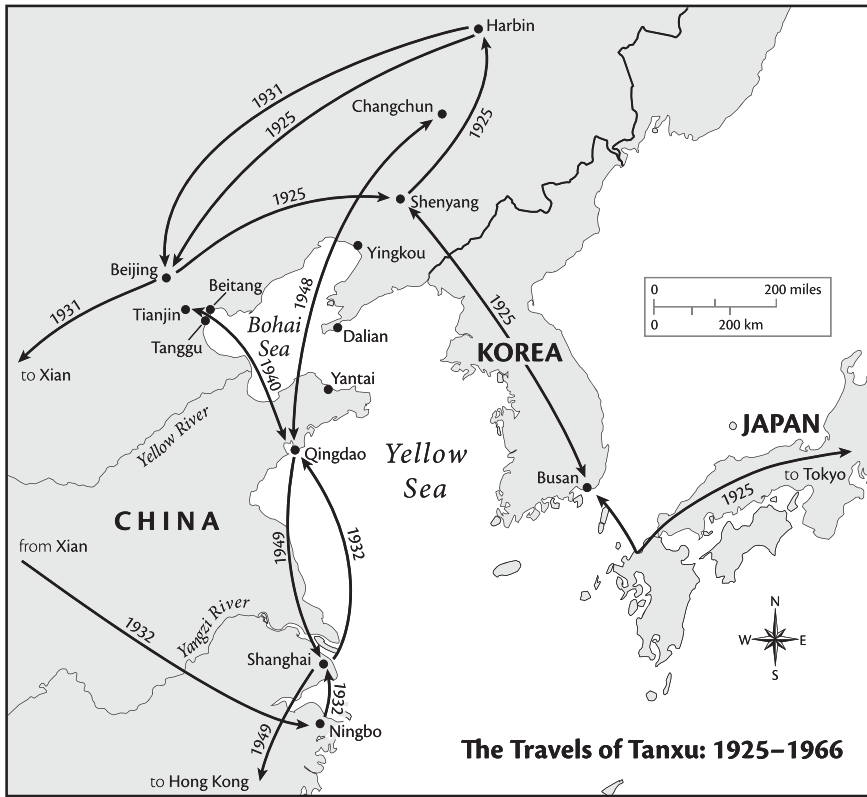 Harbin
1931
Changchun
1925
1925
1925
Shenyang
Yingkou
Beijing
Beitang
1931
Tianjin
1948
Bohai
Sea
1925
Tanggu
Dalian
0 200 miles
0 200 km
KOREA
to Xian
1940
Yantai
Yellow River
JAPAN
Qingdao
Yellow
Sea
Busan
to Tokyo
1925
CHINA
from Xian
1949
1932
1932
Yangzi River
N
W E
S
Shanghai
1932
Ningbo
1949
The Travels of Tanxu: 1925–1966
to Hong Kong